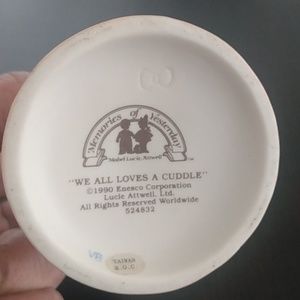 Memories of Yesterday
Mabel Lucie Attwell
TM
"WE ALL LOVES A CUDDLE"
©1990 Enesco Corporation
Lucie Attwell, Ltd.
All Rights Reserved Worldwide
524832
TAIWAN
R.O.C